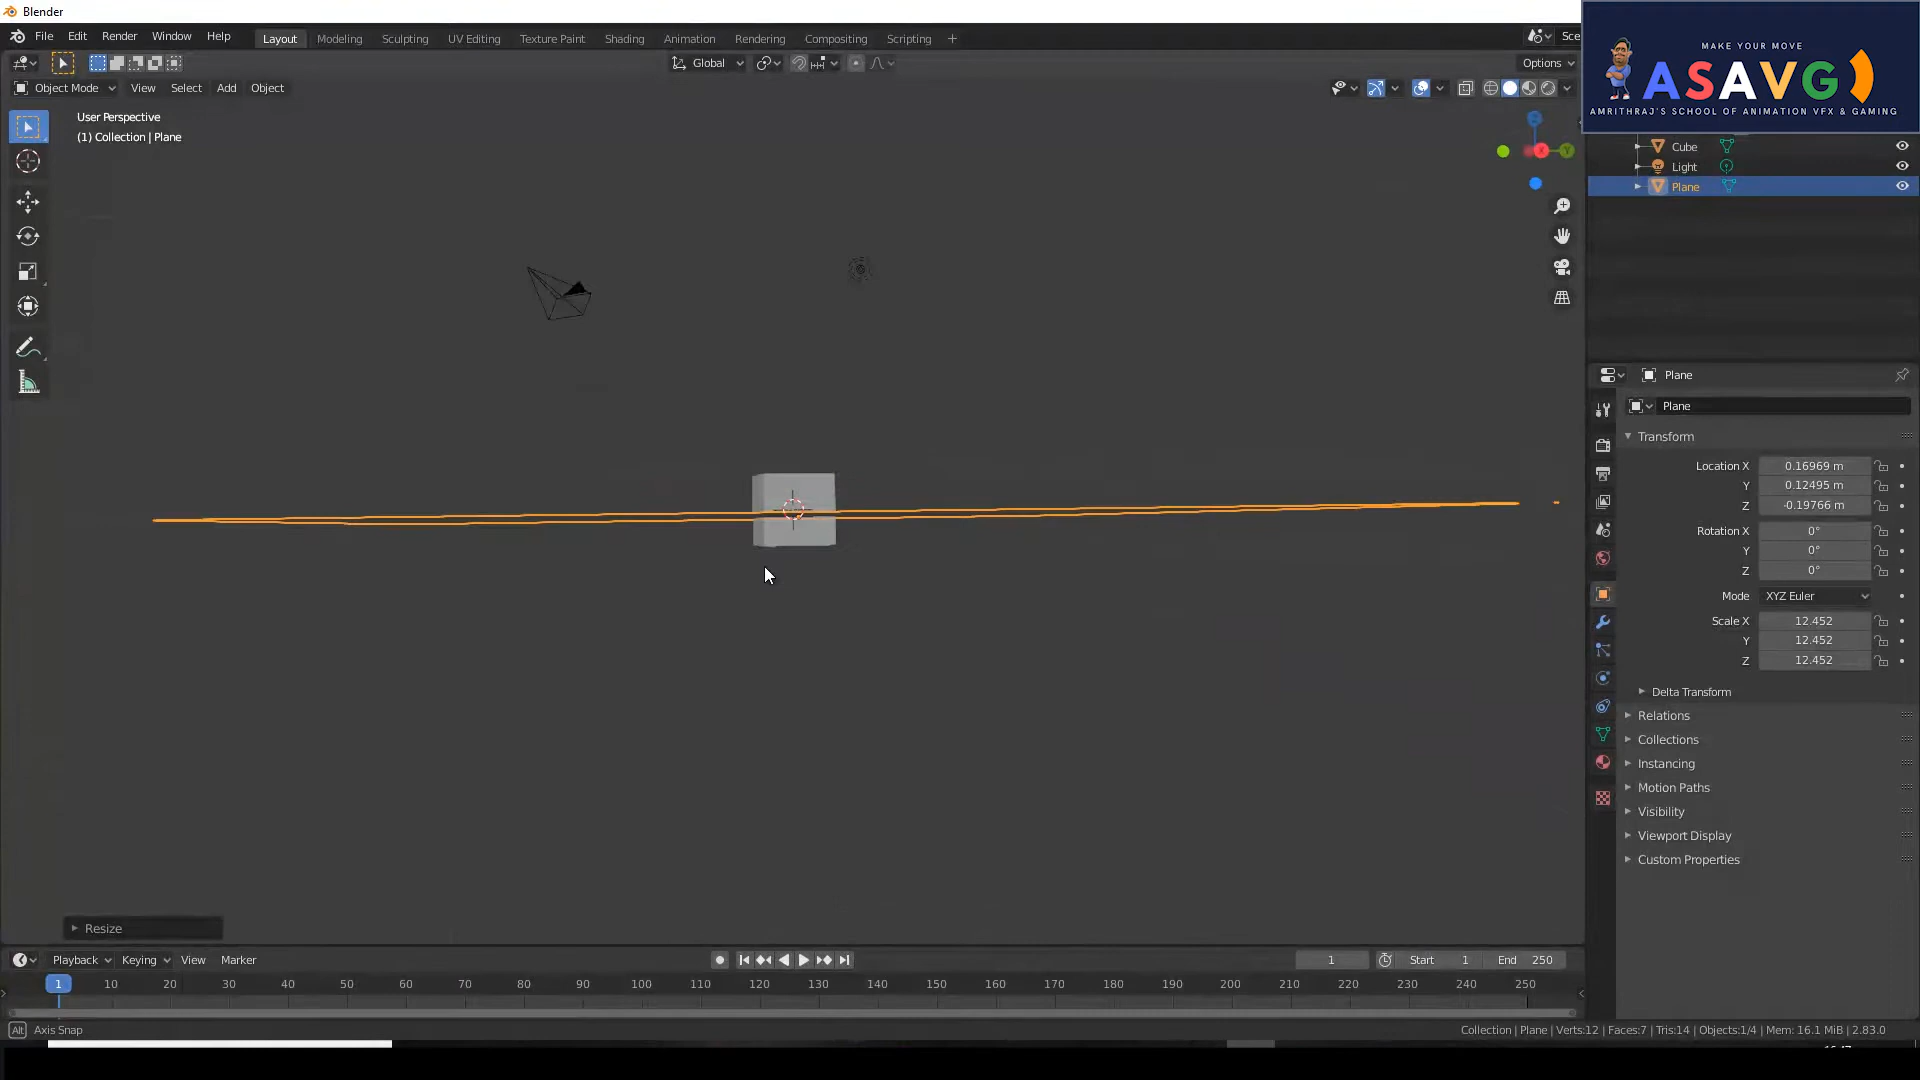 Blender
File Edit Render Window Help Layout Modeling Sculpting UV Editing Texture Paint Shading Animation Rendering Compositing Scripting + Sce
MAKE YOUR MOVE
ASAVG
AMRITHRAJ'S SCHOOL OF ANIMATION VFX & GAMING
Global Options
Object Mode View Select Add Object
User Perspective
(1) Collection | Plane
Cube
Light
Plane
Plane
Plane
Transform
Location X 0.16969 m
Y 0.12495 m
Z -0.19766 m
Rotation X 0°
Y 0°
Z 0°
Mode XYZ Euler
Scale X 12.452
Y 12.452
Z 12.452
Delta Transform
Relations
Collections
Instancing
Motion Paths
Visibility
Viewport Display
Custom Properties
Resize
Playback Keying View Marker 1 Start 1 End 250
1 10 20 30 40 50 60 70 80 90 100 110 120 130 140 150 160 170 180 190 200 210 220 230 240 250
Alt Axis Snap
Collection | Plane | Verts:12 | Faces:7 | Tris:14 | Objects:1/4 | Mem: 16.1 MiB | 2.83.0